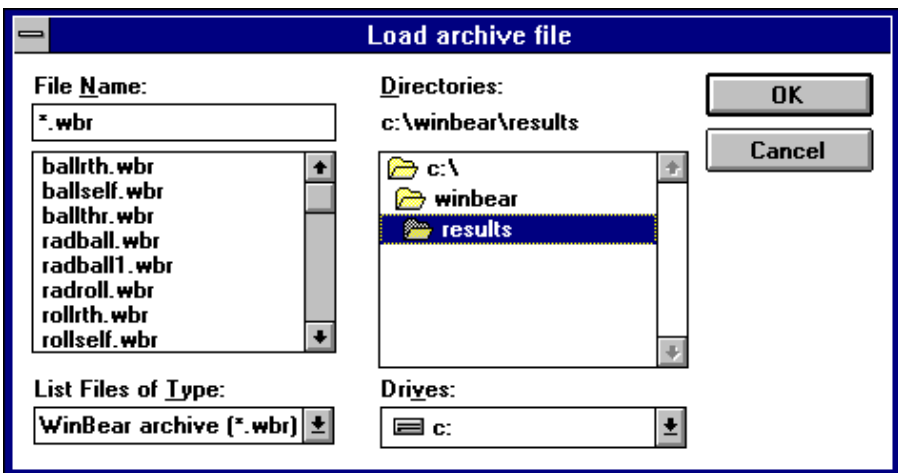 Load archive file
File Name:
*.wbr
ballrth.wbr
ballself.wbr
ballthr.wbr
radball.wbr
radball1.wbr
radroll.wbr
rollrth.wbr
rollself.wbr
List Files of Type:
WinBear archive (*.wbr)
Directories:
c:\winbear\results
c:\
winbear
results
Drives:
c:
OK
Cancel